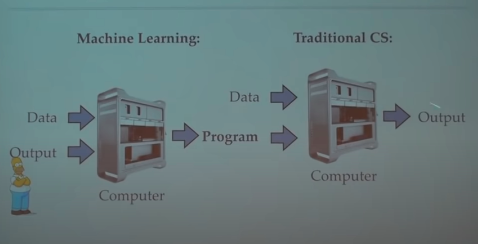 Machine Learning:
Traditional CS:
Data
Output
Computer
Program
Data
Computer
Output